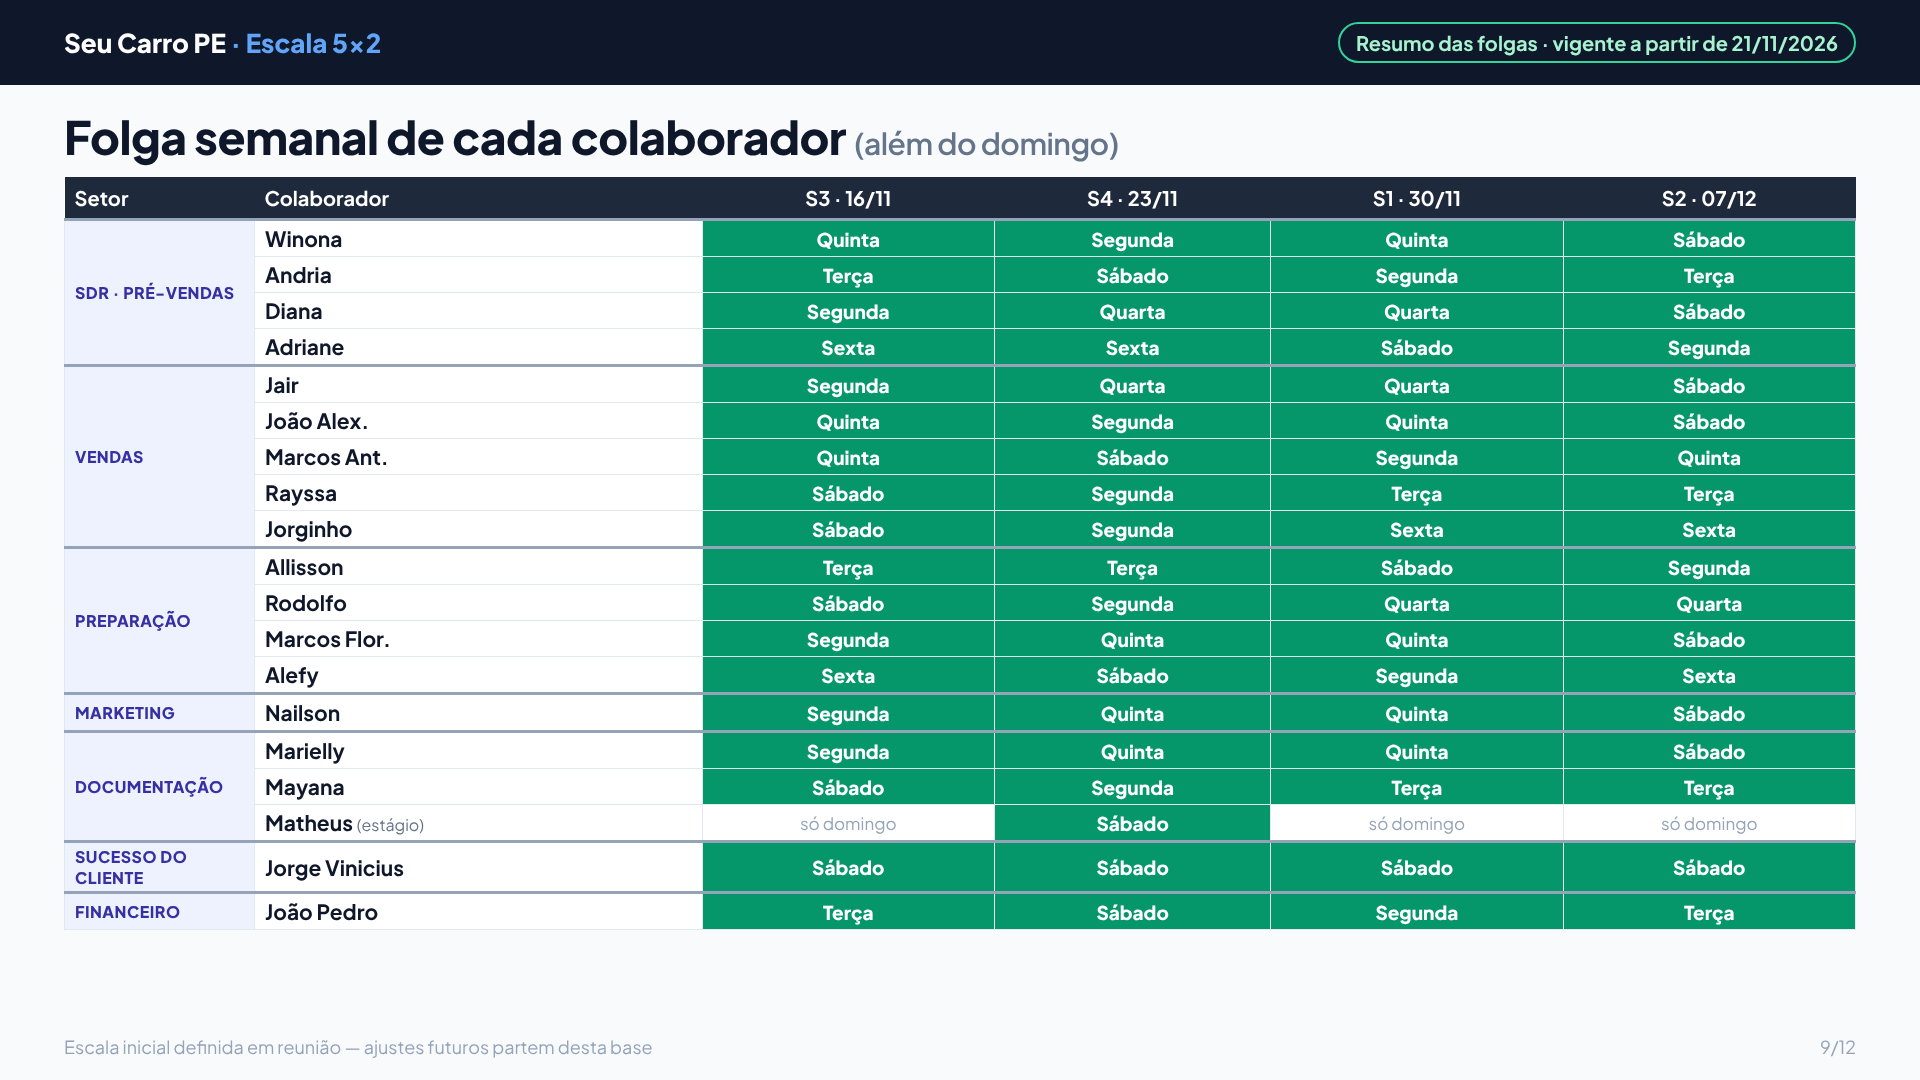 Seu Carro PE · Escala 5×2
Resumo das folgas · vigente a partir de 21/11/2026
Folga semanal de cada colaborador (além do domingo)
Setor Colaborador S3 · 16/11 S4 · 23/11 S1 · 30/11 S2 · 07/12
SDR · PRÉ-VENDAS
Winona Quinta Segunda Quinta Sábado
Andria Terça Sábado Segunda Terça
Diana Segunda Quarta Quarta Sábado
Adriane Sexta Sexta Sábado Segunda
VENDAS
Jair Segunda Quarta Quarta Sábado
João Alex. Quinta Segunda Quinta Sábado
Marcos Ant. Quinta Sábado Segunda Quinta
Rayssa Sábado Segunda Terça Terça
Jorginho Sábado Segunda Sexta Sexta
PREPARAÇÃO
Allisson Terça Terça Sábado Segunda
Rodolfo Sábado Segunda Quarta Quarta
Marcos Flor. Segunda Quinta Quinta Sábado
Alefy Sexta Sábado Segunda Sexta
MARKETING
Nailson Segunda Quinta Quinta Sábado
DOCUMENTAÇÃO
Marielly Segunda Quinta Quinta Sábado
Mayana Sábado Segunda Terça Terça
Matheus (estágio) só domingo Sábado só domingo só domingo
SUCESSO DO
CLIENTE
Jorge Vinicius Sábado Sábado Sábado Sábado
FINANCEIRO
João Pedro Terça Sábado Segunda Terça
Escala inicial definida em reunião — ajustes futuros partem desta base
9/12